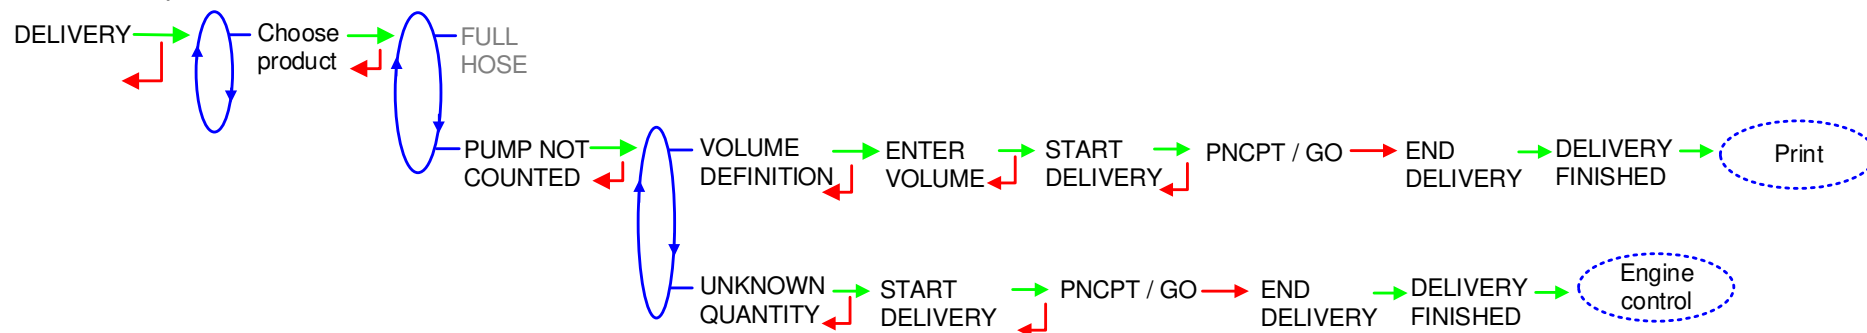 DELIVERY
Choose
product
FULL
HOSE
PUMP NOT
COUNTED
VOLUME
DEFINITION
ENTER
VOLUME
START
DELIVERY
PNCPT / GO
END
DELIVERY
DELIVERY
FINISHED
Print
UNKNOWN
QUANTITY
START
DELIVERY
PNCPT / GO
END
DELIVERY
DELIVERY
FINISHED
Engine
control